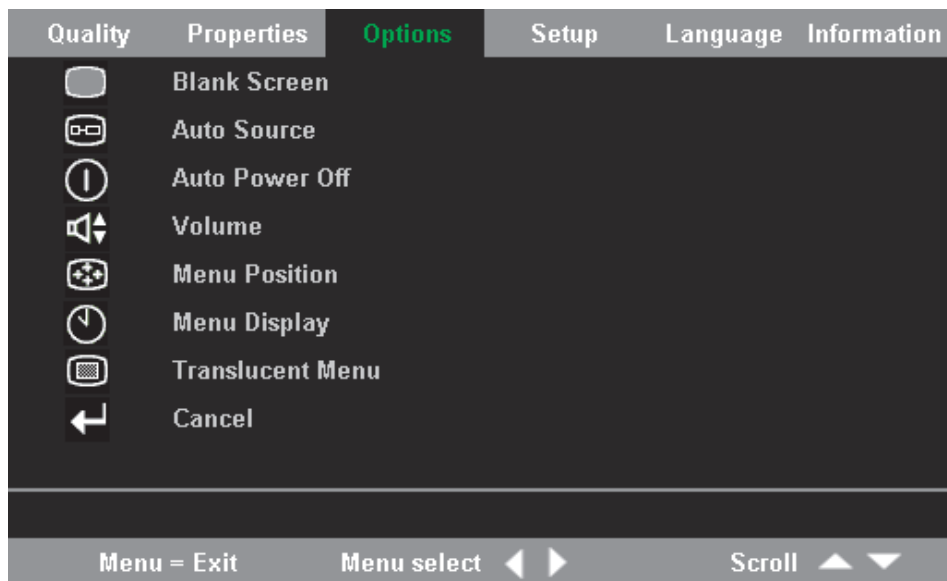 Quality Properties Options Setup Language Information
Blank Screen
Auto Source
Auto Power Off
Volume
Menu Position
Menu Display
Translucent Menu
Cancel
Menu = Exit Menu select Scroll